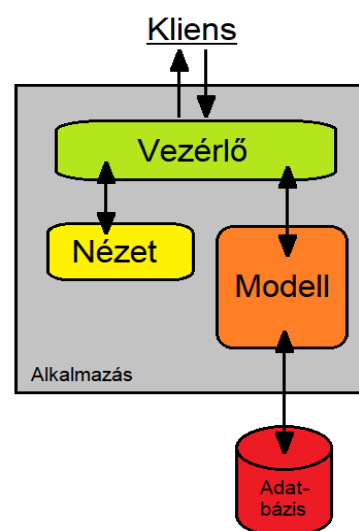 Kliens
Vezérlő
Nézet
Modell
Alkalmazás
Adat-
bázis